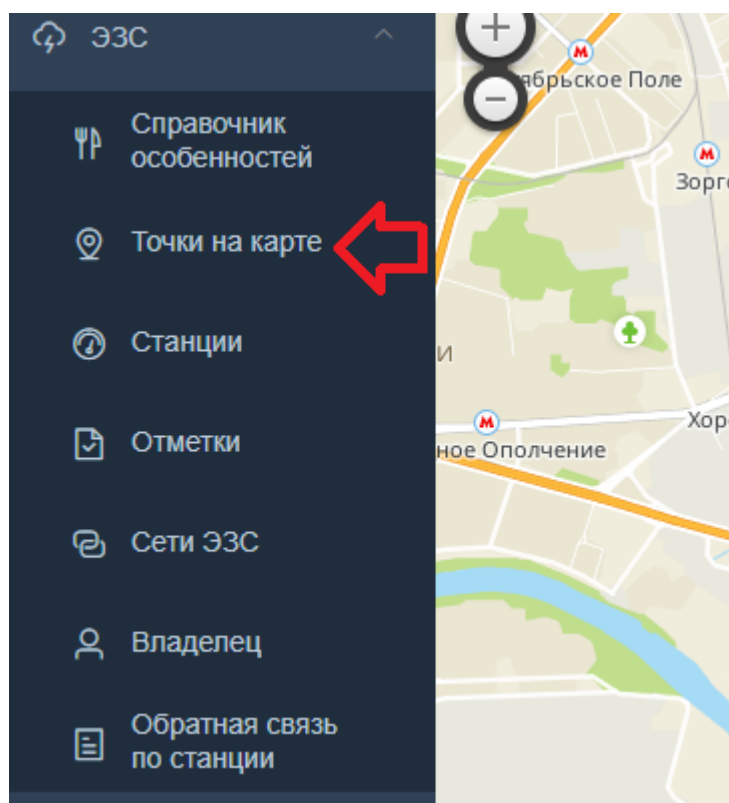 ЭЗС
Справочник
особенностей
Точки на карте
Станции
Отметки
Сети ЭЗС
Владелец
Обратная связь
по станции
ябрьское Поле
Зорге
И
ное Ополчение
Хор